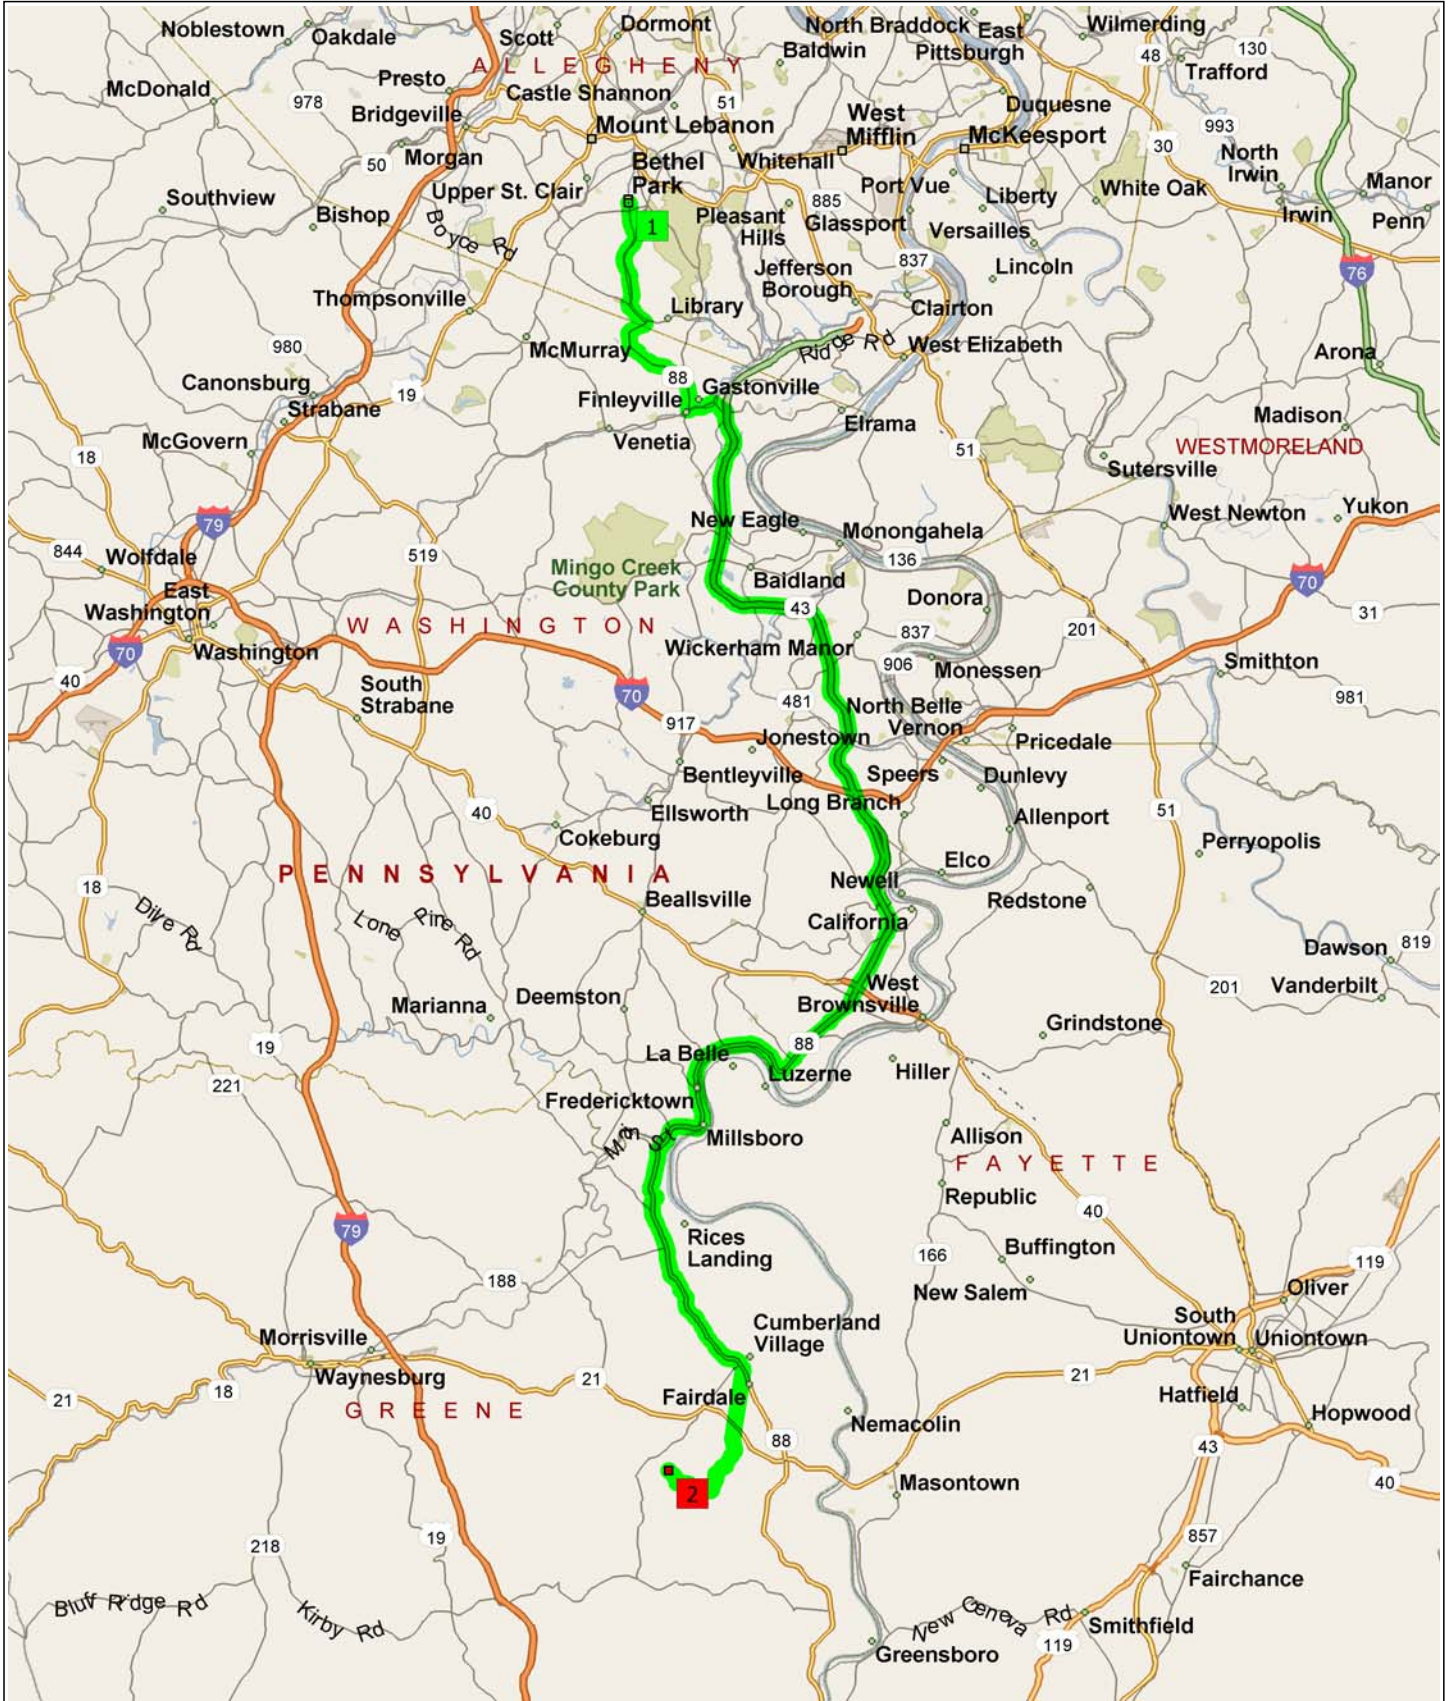 Noblestown
Oakdale
Scott
Dormont
North Braddock
East
Pittsburgh
Wilmerding
Baldwin
48
130
Trafford
ALLEGHENY
Presto
McDonald
978
Castle Shannon
51
Bridgeville
Duquesne
Mount Lebanon
West
Mifflin
McKeesport
993
50
Morgan
Bethel
Park
Whitehall
30
North
Irwin
Upper St. Clair
Port Vue
Liberty
White Oak
Manor
Southview
Bishop
Boyce Rd
1
Pleasant
Hills
885
Glassport
Versailles
Irwin
Penn
Jefferson
Borough
837
Lincoln
76
Thompsonville
Library
Clairton
980
McMurray
Ridge Rd
West Elizabeth
Arona
Canonsburg
19
88
Gastonville
Strabane
Finleyville
Elrama
Madison
McGovern
Venetia
51
WESTMORELAND
18
Sutersville
79
New Eagle
Monongahela
West Newton
Yukon
844
Wolfdale
519
Mingo Creek
County Park
136
Baidland
70
East
Washington
43
Donora
31
WASHINGTON
837
201
70
Washington
Wickerham Manor
906
Monessen
Smithton
40
South
Strabane
70
481
North Belle
Vernon
981
917
Jonestown
Pricedale
Bentleyville
Speers
Dunlevy
40
Ellsworth
Long Branch
Allenport
51
Cokeburg
Perryopolis
PENNSYLVANIA
Elco
18
Newell
Redstone
Dilve Rd
Lone Pine Rd
Beallsville
California
Dawson
819
West
Brownsville
201
Vanderbilt
Marianna
Deemston
Grindstone
19
La Belle
88
221
Luzerne
Hiller
Fredericktown
Main St
Millsboro
Allison
FAYETTE
Republic
79
40
Rices
Landing
166
Buffington
119
188
New Salem
Oliver
Cumberland
Village
South
Uniontown
Uniontown
Morrisville
Waynesburg
21
18
21
21
Fairdale
Hatfield
GREENE
Nemacolin
Hopwood
88
43
2
Masontown
40
218
19
857
Fairchance
Bluff Ridge Rd
Kirby Rd
New Geneva Rd
Smithfield
119
Greensboro